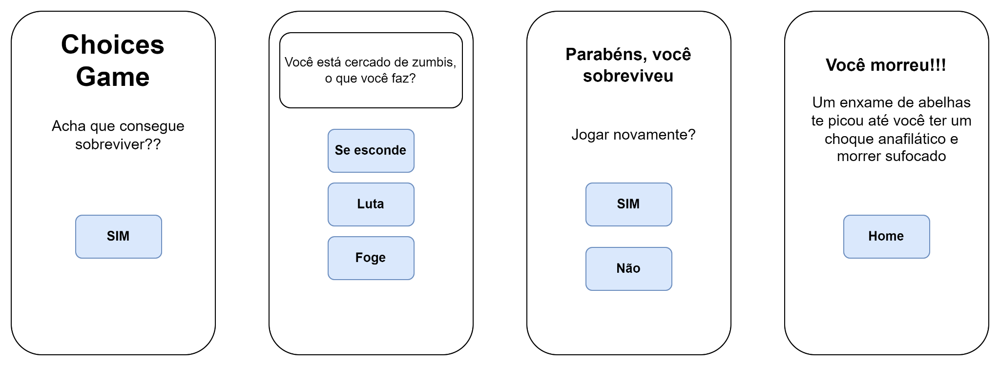 Choices
Game
Acha que consegue
sobreviver??
SIM
Você está cercado de zumbis,
o que você faz?
Se esconde
Luta
Foge
Parabéns, você
sobreviveu
Jogar novamente?
SIM
Não
Você morreu!!!
Um enxame de abelhas
te picou até você ter um
choque anafilático e
morrer sufocado
Home